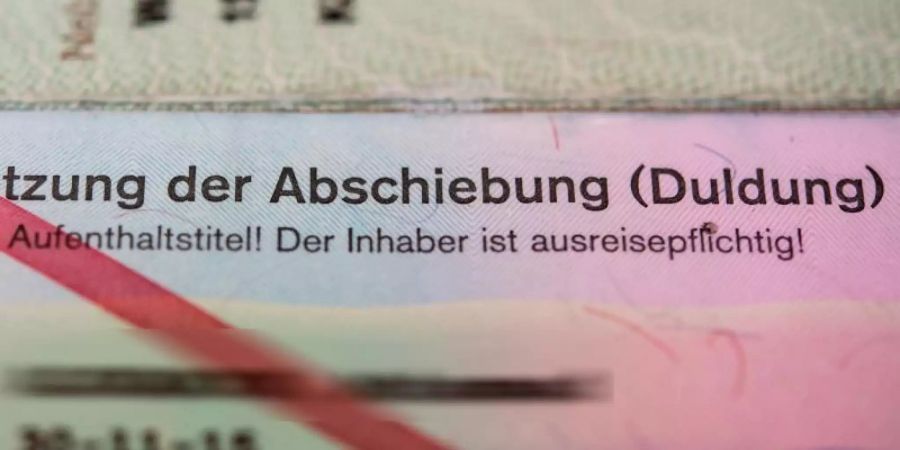 tzung der Abschiebung (Duldung)
Aufenthaltstitel! Der Inhaber ist ausreisepflichtig!